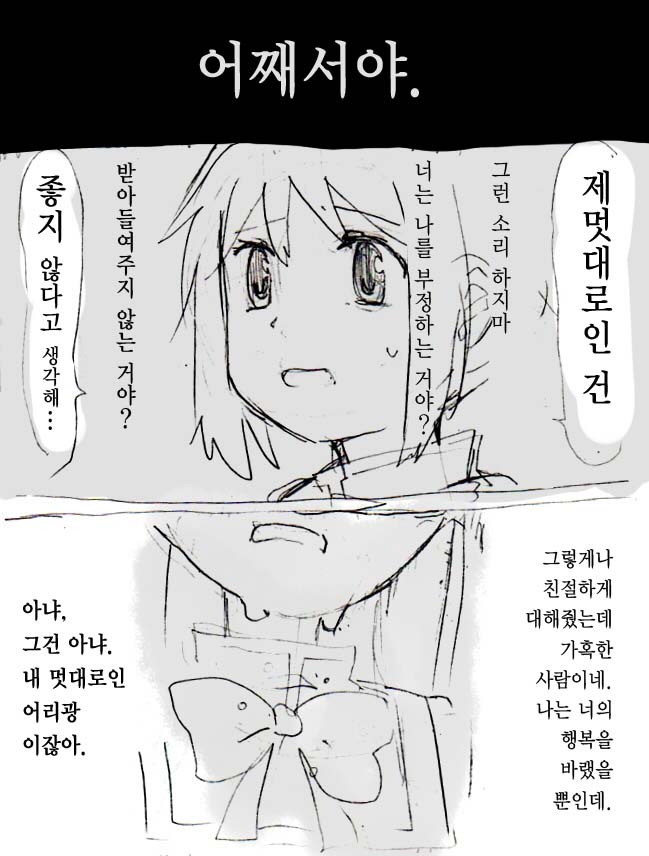 어째서야.
제멋대로인 건
그런 소리 하지마
너는 나를 부정하는 거야?
받아들여주지 않는 거야?
좋지 않다고 생각해…
그렇게나
친절하게
대해줬는데
가혹한
사람이네.
나는 너의
행복을
바랬을
뿐인데.
아냐,
그건 아냐.
내 멋대로인
어리광
이잖아.